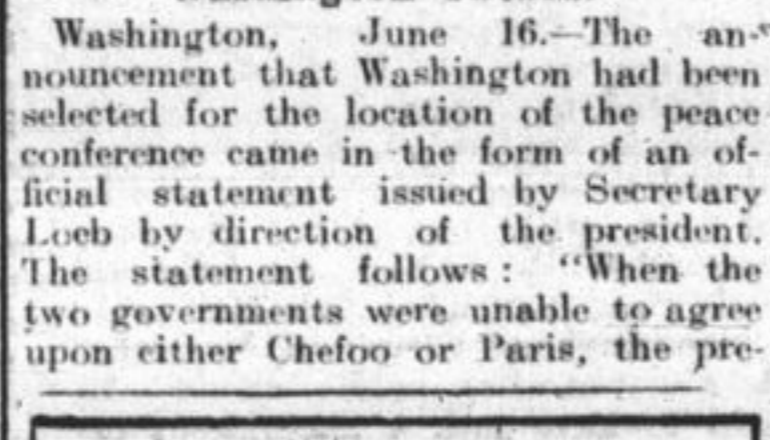 Washington, June 16.—The an-
nouncement that Washington had been
selected for the location of the peace
conference came in the form of an of-
ficial statement issued by Secretary
Loeb by direction of the president.
The statement follows: "When the
two governments were unable to agree
upon either Chefoo or Paris, the pre-